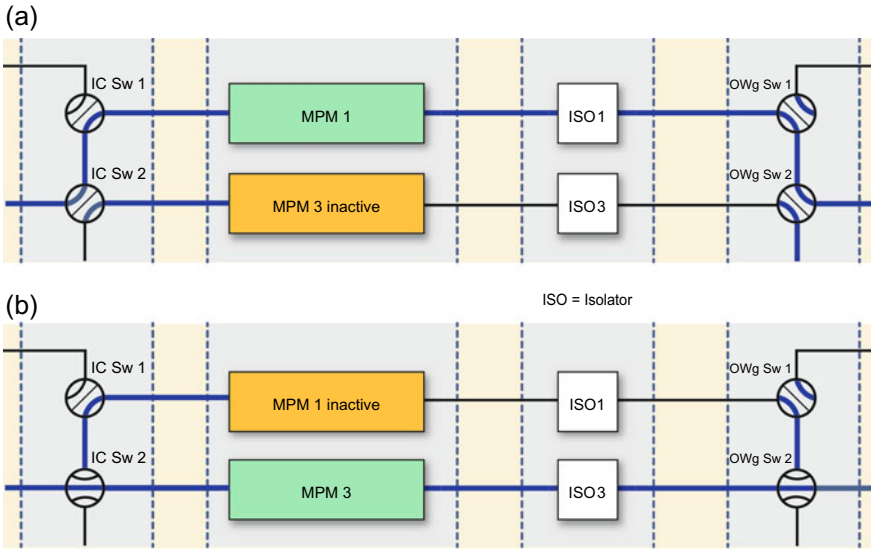 (a)
IC Sw 1
MPM 1
ISO1
OWg Sw 1
IC Sw 2
MPM 3 inactive
ISO3
OWg Sw 2
(b)
ISO = Isolator
IC Sw 1
MPM 1 inactive
ISO1
OWg Sw 1
IC Sw 2
MPM 3
ISO3
OWg Sw 2